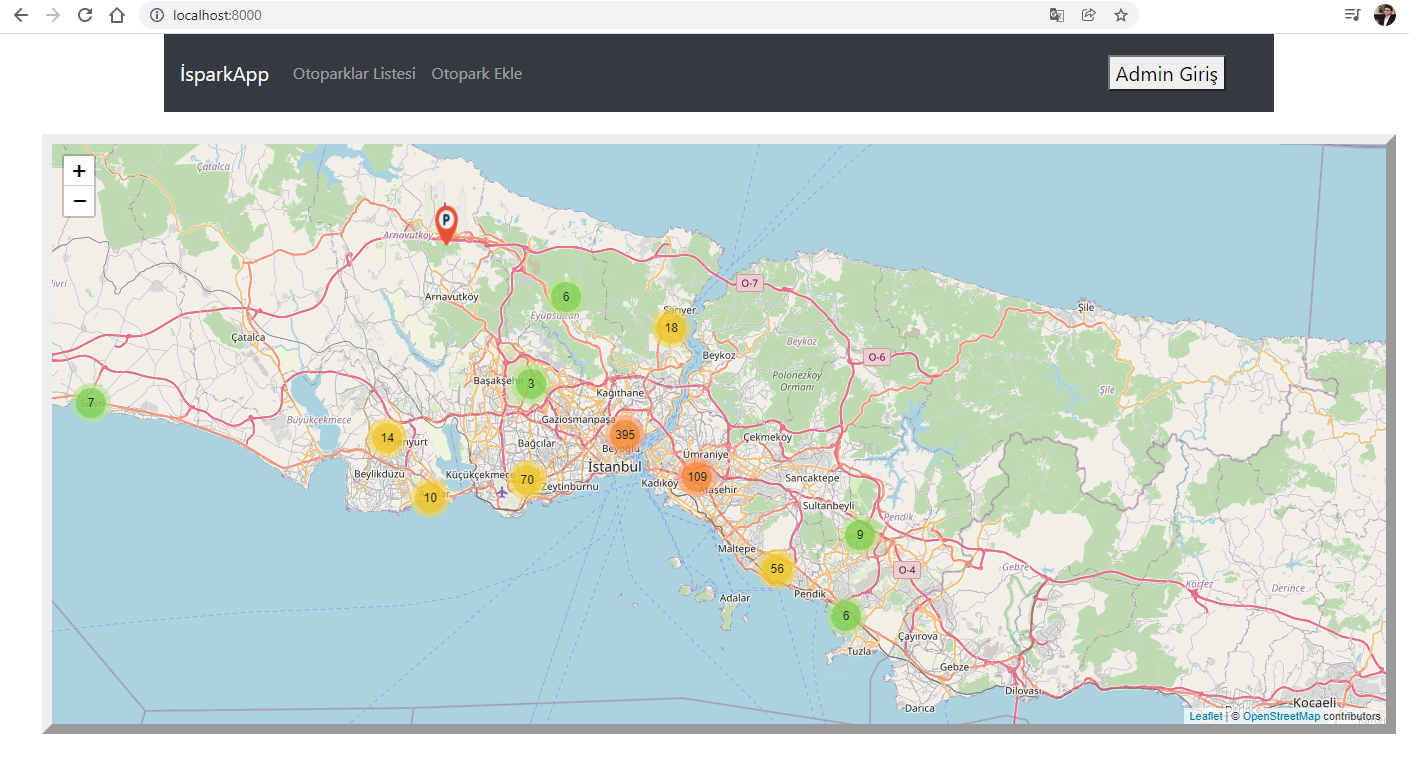 localhost:8000
İsparkApp Otoparklar Listesi Otopark Ekle Admin Giriş
+
−
Çatalca
P
Arnavutköy
O-7
Arnavutköy
6
Eyüpsultan
Sarıyer
18
Şile
Çatalca
Beykoz
Beykoz
O-6
Polonezköy
Ormanı
Başakşehir
3
Kağıthane
Şile
7
Büyükçekmece
Gaziosmanpaşa
395
14
Bağcılar
Beyoğlu
Çekmeköy
Ümraniye
İstanbul
Beylikdüzü
Küçükçekmece
70
Zeytinburnu
Kadıköy
109
Ataşehir
Sancaktepe
10
Sultanbeyli
Pendik
9
Maltepe
56
O-4
Gebze
Körfez
Derince
Adalar
Pendik
6
Çayırova
Tuzla
Gebze
Dilovası
Darıca
Kocaeli
Leaflet | © OpenStreetMap contributors